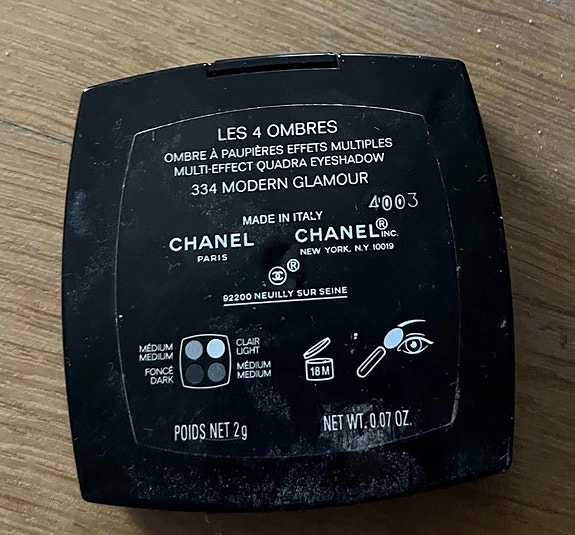 LES 4 OMBRES
OMBRE À PAUPIÈRES EFFETS MULTIPLES
MULTI-EFFECT QUADRA EYESHADOW
334 MODERN GLAMOUR
4003
MADE IN ITALY
CHANEL CHANEL® INC.
PARIS NEW YORK, N.Y. 10019
®
92200 NEUILLY SUR SEINE
MÉDIUM CLAIR
MEDIUM LIGHT
FONCÉ MÉDIUM
DARK MEDIUM
18 M
POIDS NET 2g NET WT. 0.07 OZ.